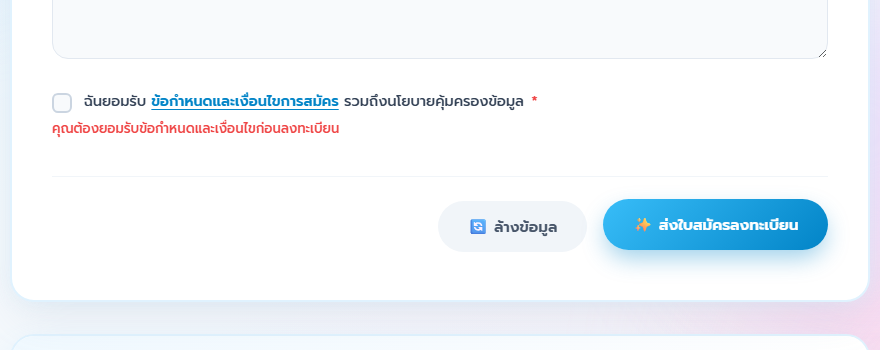 ฉันยอมรับ ข้อกำหนดและเงื่อนไขการสมัคร รวมถึงนโยบายคุ้มครองข้อมูล *
คุณต้องยอมรับข้อกำหนดและเงื่อนไขก่อนลงทะเบียน
🔄 ล้างข้อมูล
✨ ส่งใบสมัครลงทะเบียน